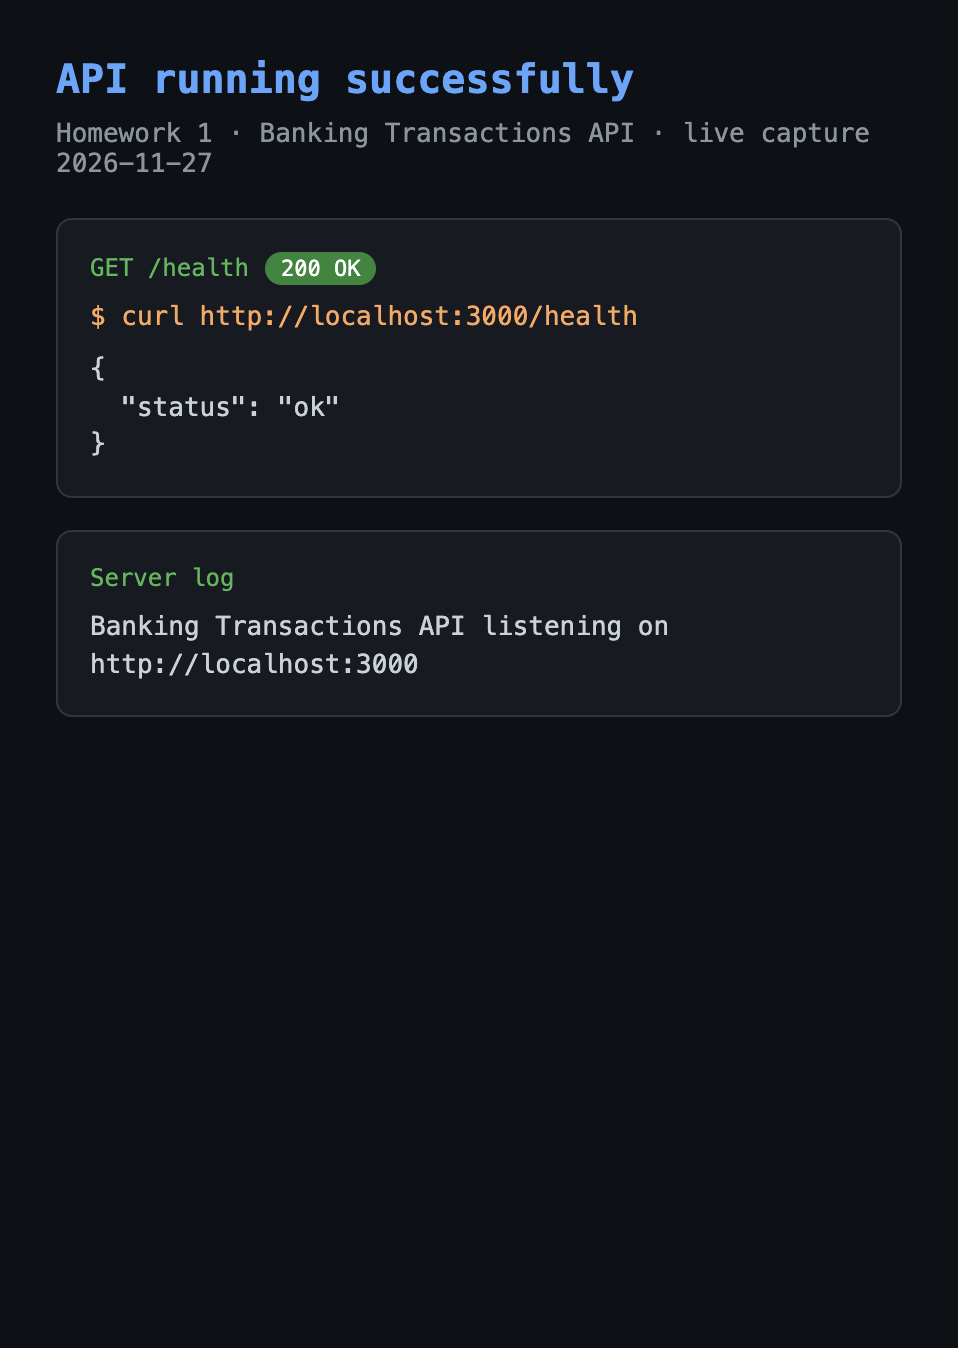 API running successfully
Homework 1 · Banking Transactions API · live capture
2026–11–27
GET /health 200 OK
$ curl http://localhost:3000/health
{
  "status": "ok"
}
Server log
Banking Transactions API listening on
http://localhost:3000